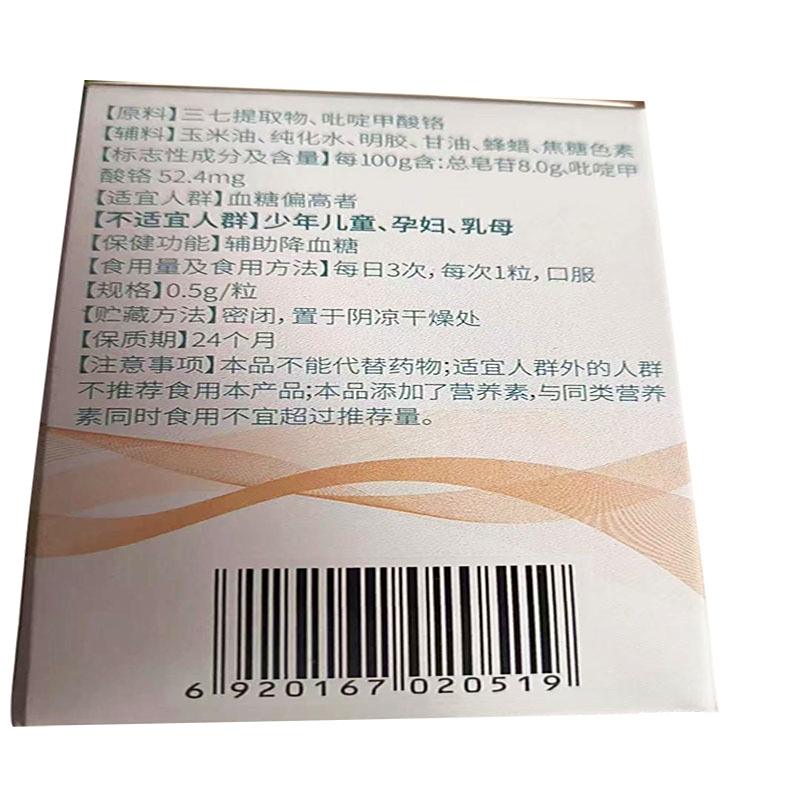 【原料】三七提取物、吡啶甲酸铬
【辅料】玉米油、纯化水、明胶、甘油、蜂蜡、焦糖色素
【标志性成分及含量】每100g含:总皂苷8.0g、吡啶甲
酸铬 52.4mg
【适宜人群】血糖偏高者
【不适宜人群】少年儿童、孕妇、乳母
【保健功能】辅助降血糖
【食用量及食用方法】每日3次,每次1粒,口服
【规格】0.5g/粒
【贮藏方法】密闭,置于阴凉干燥处
【保质期】24个月
【注意事项】本品不能代替药物;适宜人群外的人群
不推荐食用本产品;本品添加了营养素,与同类营养
素同时食用不宜超过推荐量。
6 920167 020519